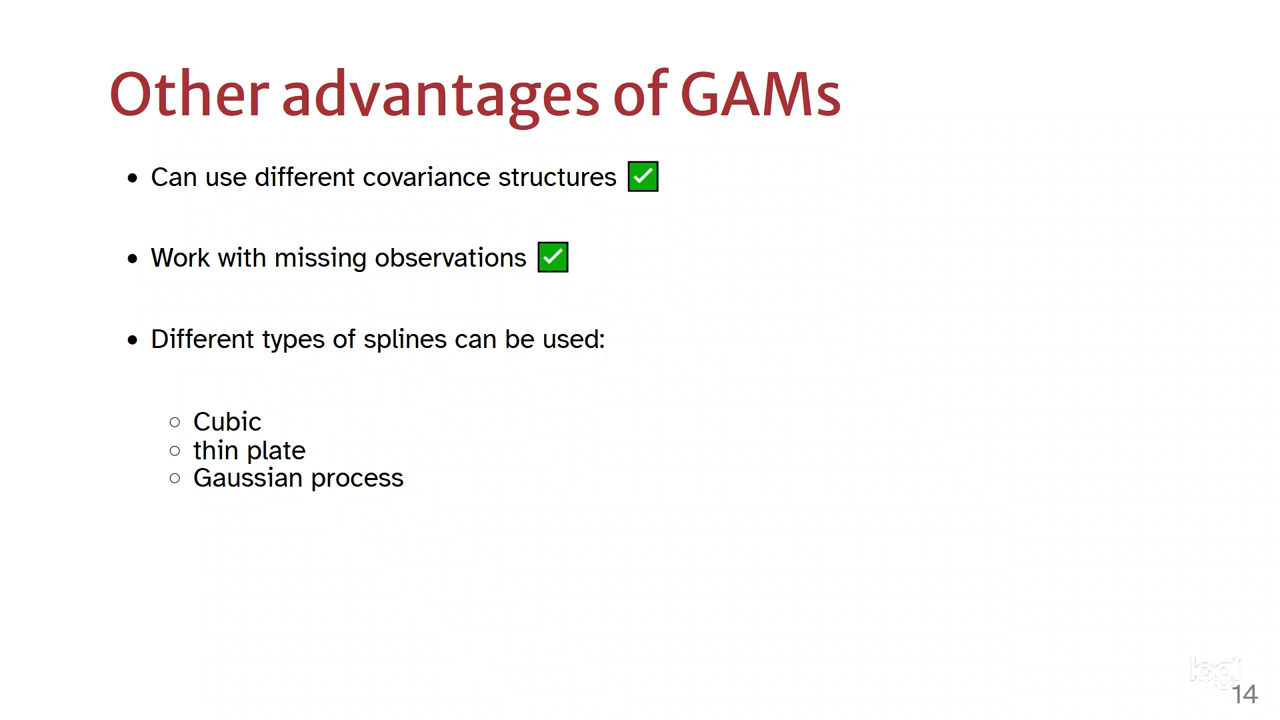 Other advantages of GAMs
• Can use different covariance structures ✅
• Work with missing observations ✅
• Different types of splines can be used:
○ Cubic
○ thin plate
○ Gaussian process
logi
14